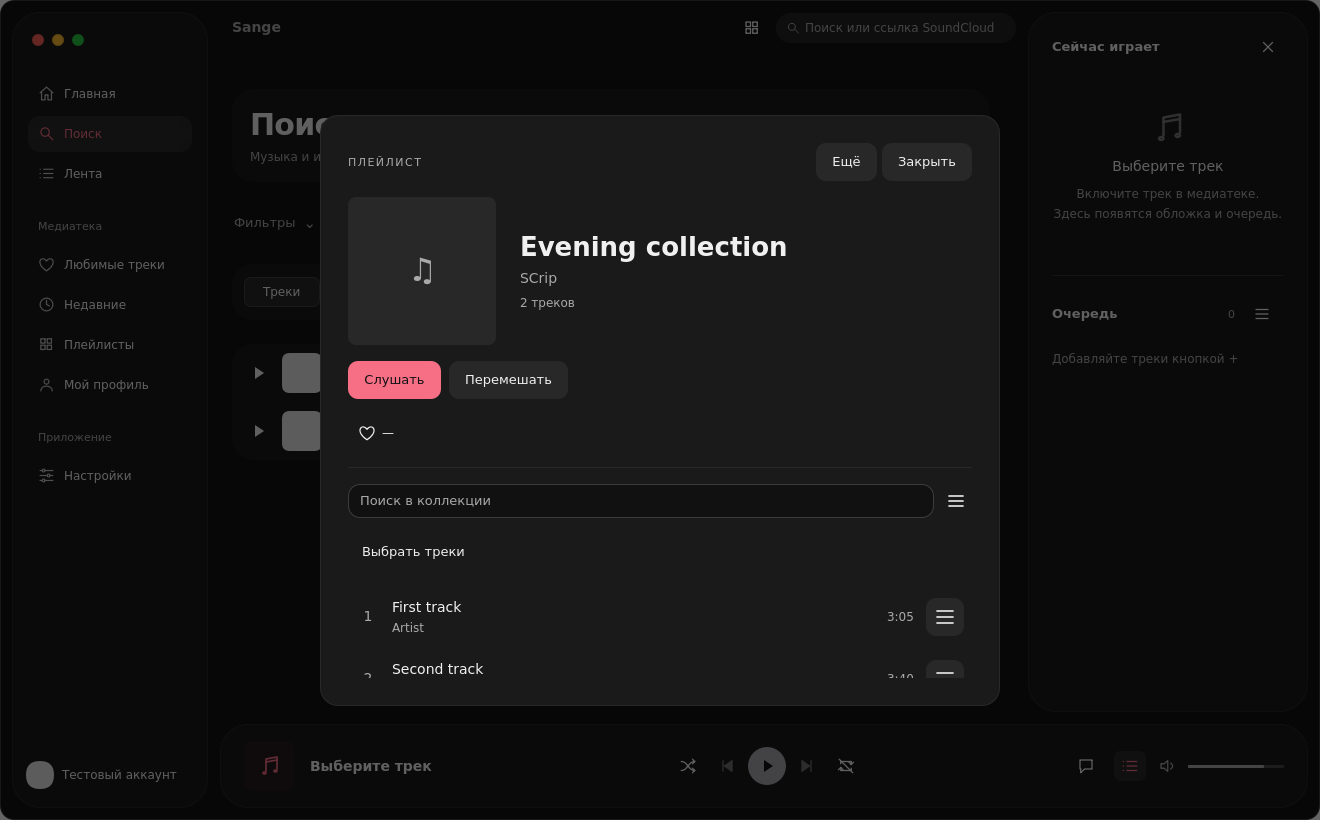 Sange
Поиск или ссылка SoundCloud
Главная
Поиск
Лента
Медиатека
Любимые треки
Недавние
Плейлисты
Мой профиль
Приложение
Настройки
Тестовый аккаунт
Музыка и
Фильтры
Треки
ПЛЕЙЛИСТ
Ещё
Закрыть
Evening collection
SCrip
2 треков
Слушать
Перемешать
—
Поиск в коллекции
Выбрать треки
1
First track
Artist
3:05
Second track
Сейчас играет
Выберите трек
Включите трек в медиатеке.
Здесь появятся обложка и очередь.
Очередь
0
Добавляйте треки кнопкой +
Выберите трек